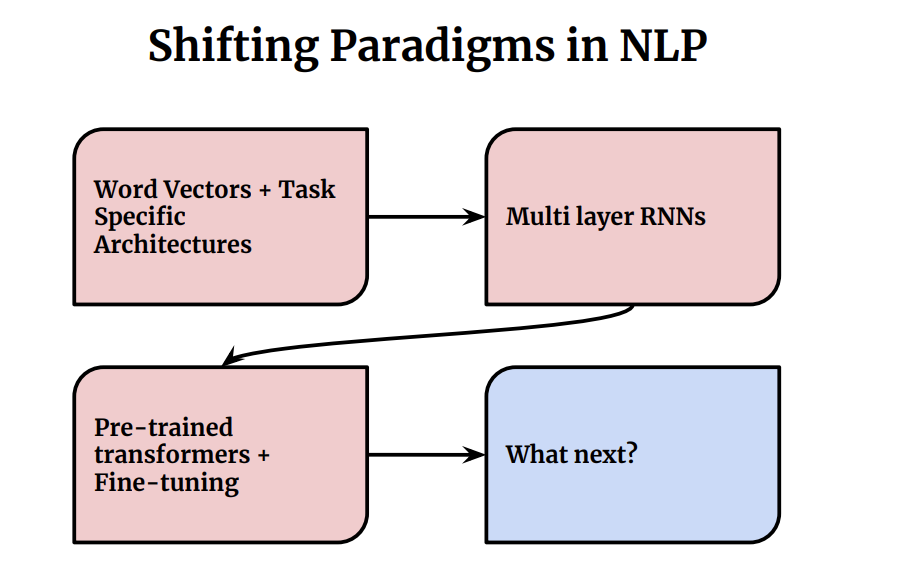 Shifting Paradigms in NLP
Word Vectors + Task
Specific
Architectures
Multi layer RNNs
Pre-trained
transformers +
Fine-tuning
What next?